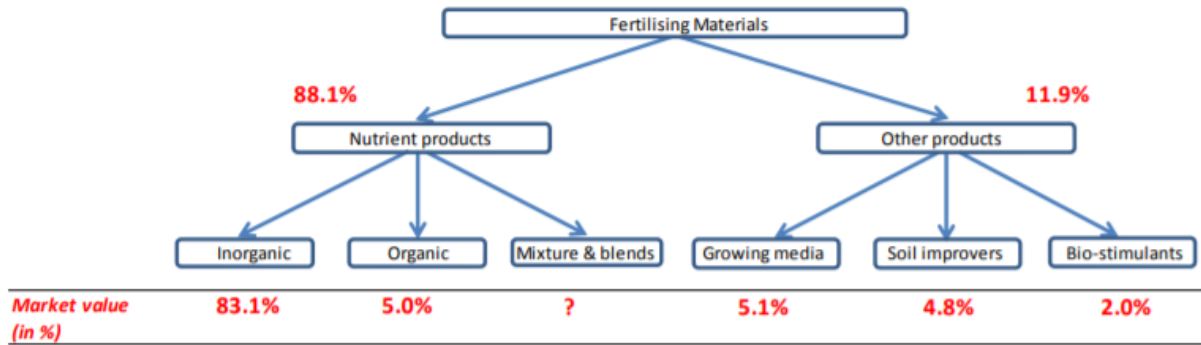 Fertilising Materials
88.1% 11.9%
Nutrient products Other products
Inorganic Organic Mixture & blends Growing media Soil improvers Bio-stimulants
Market value 83.1% 5.0% ? 5.1% 4.8% 2.0%
(in %)